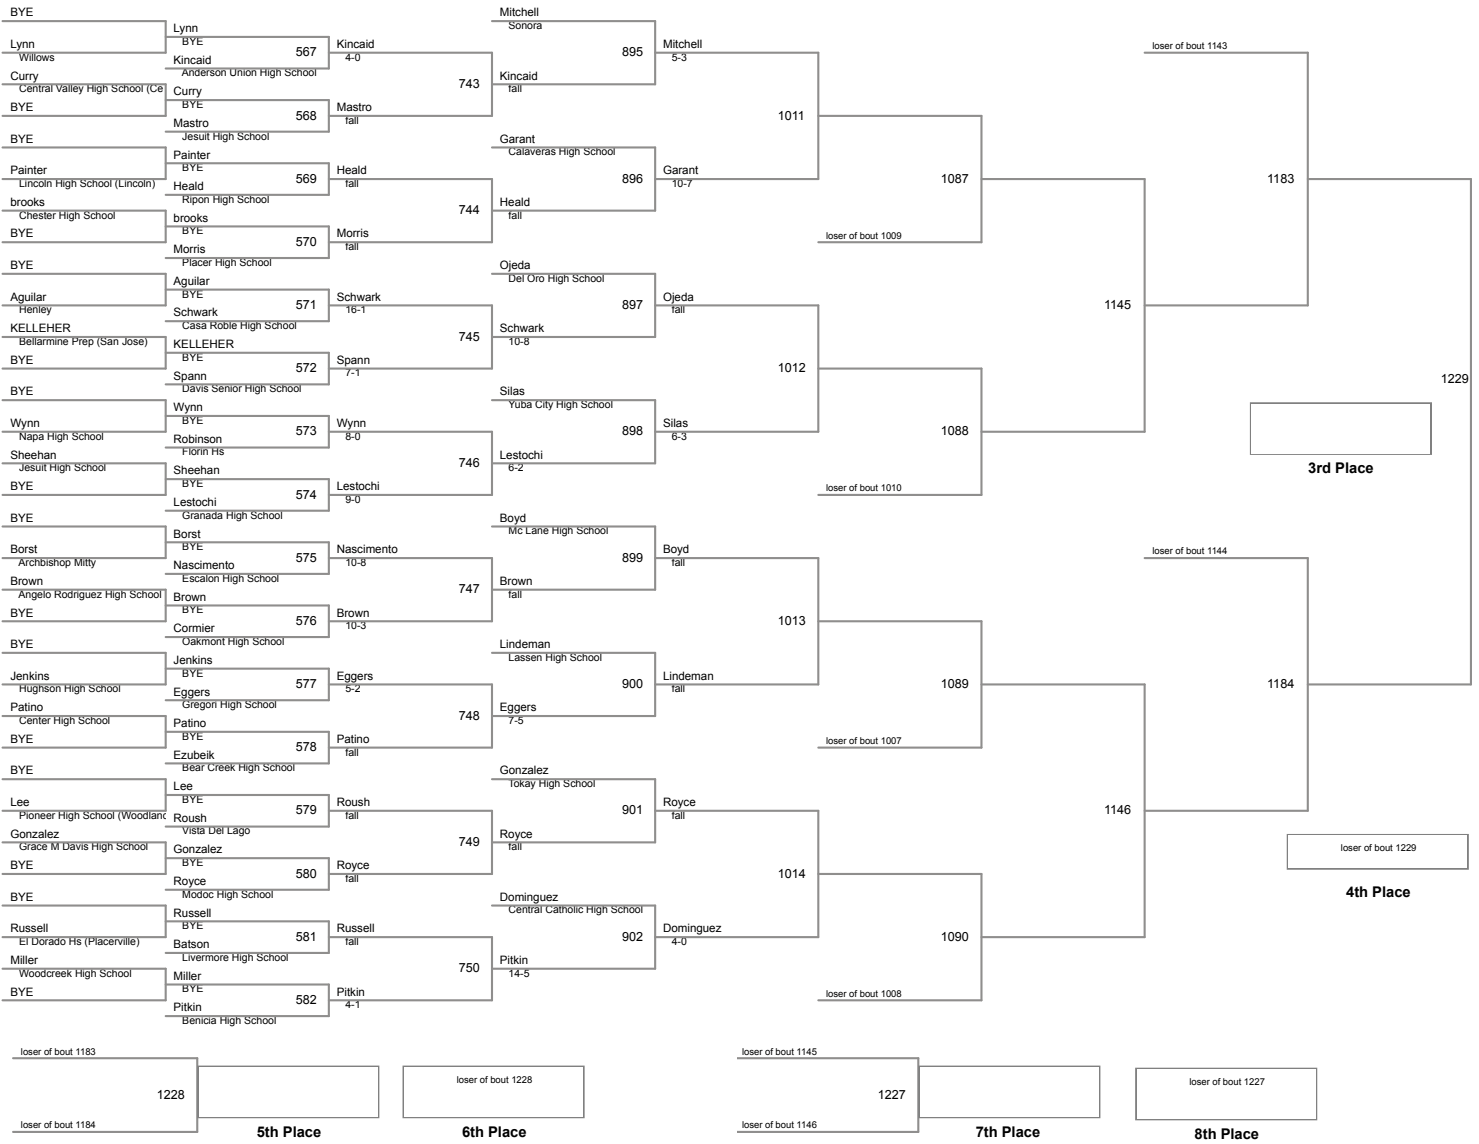 BYE
Lynn
Willows
Curry
Central Valley High School (Ce
BYE
BYE
Painter
Lincoln High School (Lincoln)
brooks
Chester High School
BYE
BYE
Aguilar
Henley
KELLEHER
Bellarmine Prep (San Jose)
BYE
BYE
Wynn
Napa High School
Sheehan
Jesuit High School
BYE
BYE
Borst
Archbishop Mitty
Brown
Angelo Rodriguez High School
BYE
BYE
Jenkins
Hughson High School
Patino
Center High School
BYE
BYE
Lee
Pioneer High School (Woodland
Gonzalez
Grace M Davis High School
BYE
BYE
Russell
El Dorado Hs (Placerville)
Miller
Woodcreek High School
BYE
Lynn
BYE
567
Kincaid
Anderson Union High School
Curry
BYE
568
Mastro
Jesuit High School
Painter
BYE
569
Heald
Ripon High School
brooks
BYE
570
Morris
Placer High School
Aguilar
BYE
571
Schwark
Casa Roble High School
KELLEHER
BYE
572
Spann
Davis Senior High School
Wynn
BYE
573
Robinson
Florin Hs
Sheehan
BYE
574
Lestochi
Granada High School
Borst
BYE
575
Nascimento
Escalon High School
Brown
BYE
576
Cormier
Oakmont High School
Jenkins
BYE
577
Eggers
Gregori High School
Patino
BYE
578
Ezubeik
Bear Creek High School
Lee
BYE
579
Roush
Vista Del Lago
Gonzalez
BYE
580
Royce
Modoc High School
Russell
BYE
581
Batson
Livermore High School
Miller
BYE
582
Pitkin
Benicia High School
Kincaid
4-0
743
Mastro
fall
Heald
fall
744
Morris
fall
Schwark
16-1
745
Spann
7-1
Wynn
8-0
746
Lestochi
9-0
Nascimento
10-8
747
Brown
10-3
Eggers
5-2
748
Patino
fall
Roush
fall
749
Royce
fall
Russell
fall
750
Pitkin
4-1
Mitchell
Sonora
895
Kincaid
fall
Garant
Calaveras High School
896
Heald
fall
Ojeda
Del Oro High School
897
Schwark
10-8
Silas
Yuba City High School
898
Lestochi
6-2
Boyd
Mc Lane High School
899
Brown
fall
Lindeman
Lassen High School
900
Eggers
7-5
Gonzalez
Tokay High School
901
Royce
fall
Dominguez
Central Catholic High School
902
Pitkin
14-5
Mitchell
5-3
1011
Garant
10-7
Ojeda
fall
1012
Silas
6-3
Boyd
fall
1013
Lindeman
fall
Royce
fall
1014
Dominguez
4-0
1087
loser of bout 1009
1088
loser of bout 1010
1089
loser of bout 1007
1090
loser of bout 1008
1145
1146
loser of bout 1143
1183
loser of bout 1144
1184
1229
3rd Place
loser of bout 1229
4th Place
loser of bout 1183
1228
loser of bout 1184
5th Place
loser of bout 1228
6th Place
loser of bout 1145
1227
loser of bout 1146
7th Place
loser of bout 1227
8th Place